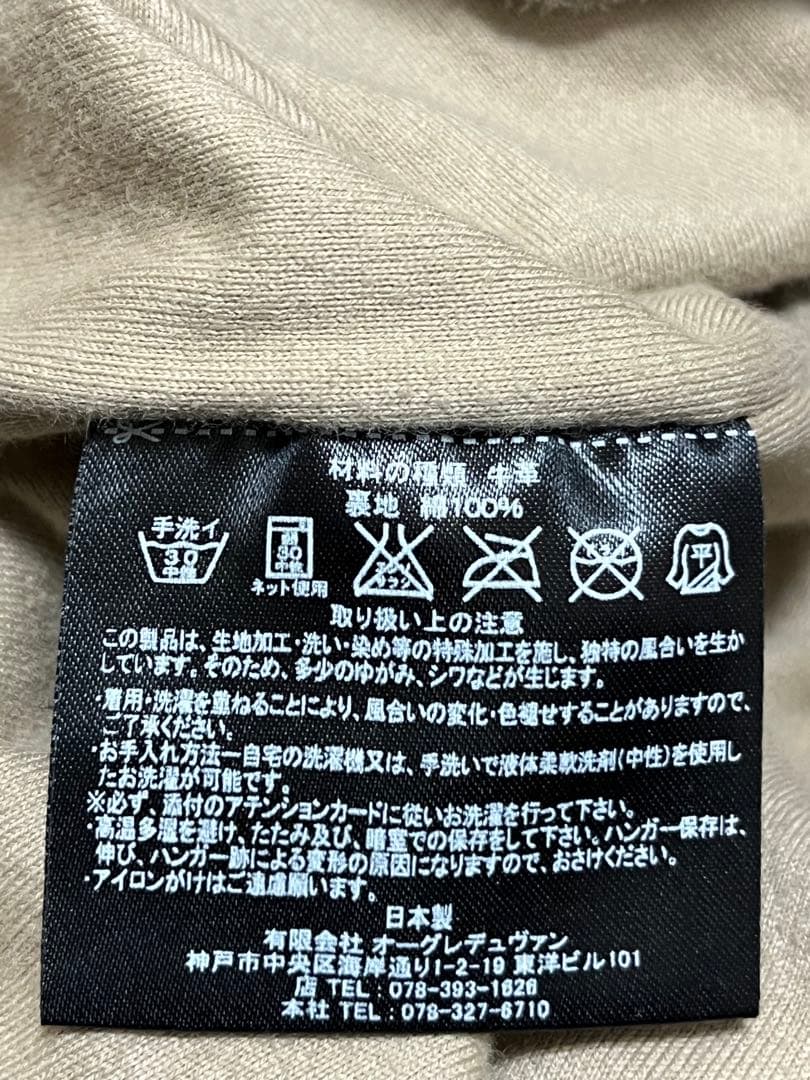 材料の種類 牛革
裏地 綿100%
手洗イ
30
中性
弱
30
中性
ネット使用
エンソ
サラシ
ドライ
平
取り扱い上の注意
この製品は、生地加工・洗い・染め等の特殊加工を施し、独特の風合いを生か
しています。そのため、多少のゆがみ、シワなどが生じます。
・着用・洗濯を重ねることにより、風合いの変化・色褪せすることがありますので、
ご了承ください。
・お手入れ方法ー自宅の洗濯機又は、手洗いで液体柔軟洗剤(中性)を使用し
たお洗濯が可能です。
※必ず、添付のアテンションカードに従いお洗濯を行って下さい。
・高温多湿を避け、たたみ及び、暗室での保存をして下さい。ハンガー保存は、
伸び、ハンガー跡による変形の原因になりますので、おさけください。
・アイロンがけはご遠慮願います。
日本製
有限会社 オーグレデュヴァン
神戸市中央区海岸通り1-2-19 東洋ビル101
店 TEL:078-393-1626
本社 TEL:078-327-6710